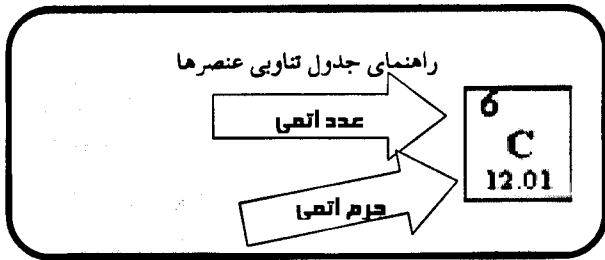 راهنمای جدول تناوبی عنصرها
6
عدد اتمی
C
12.01
جرم اتمی